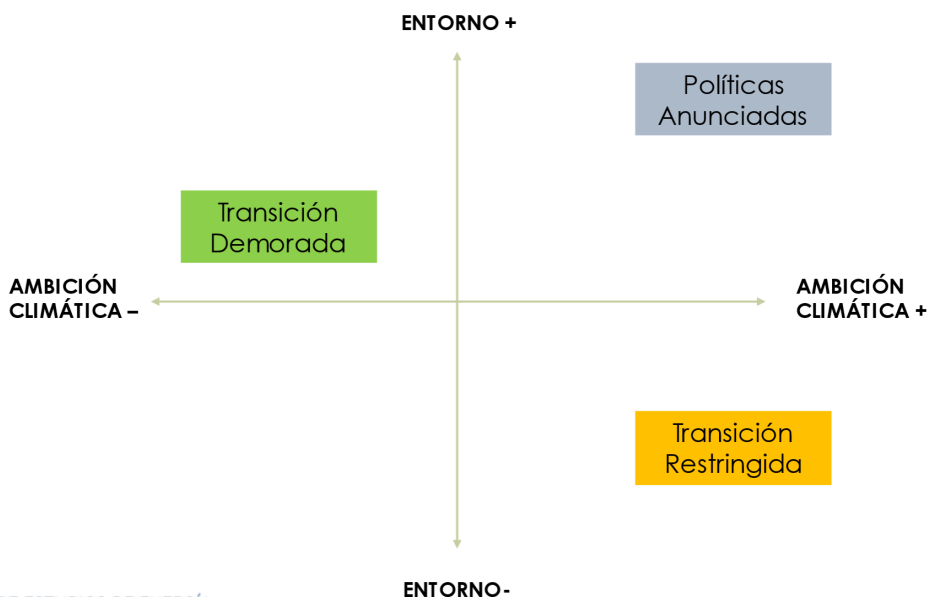 ENTORNO +
Políticas
Anunciadas
Transición
Demorada
AMBICIÓN
CLIMÁTICA –
AMBICIÓN
CLIMÁTICA +
Transición
Restringida
ENTORNO-